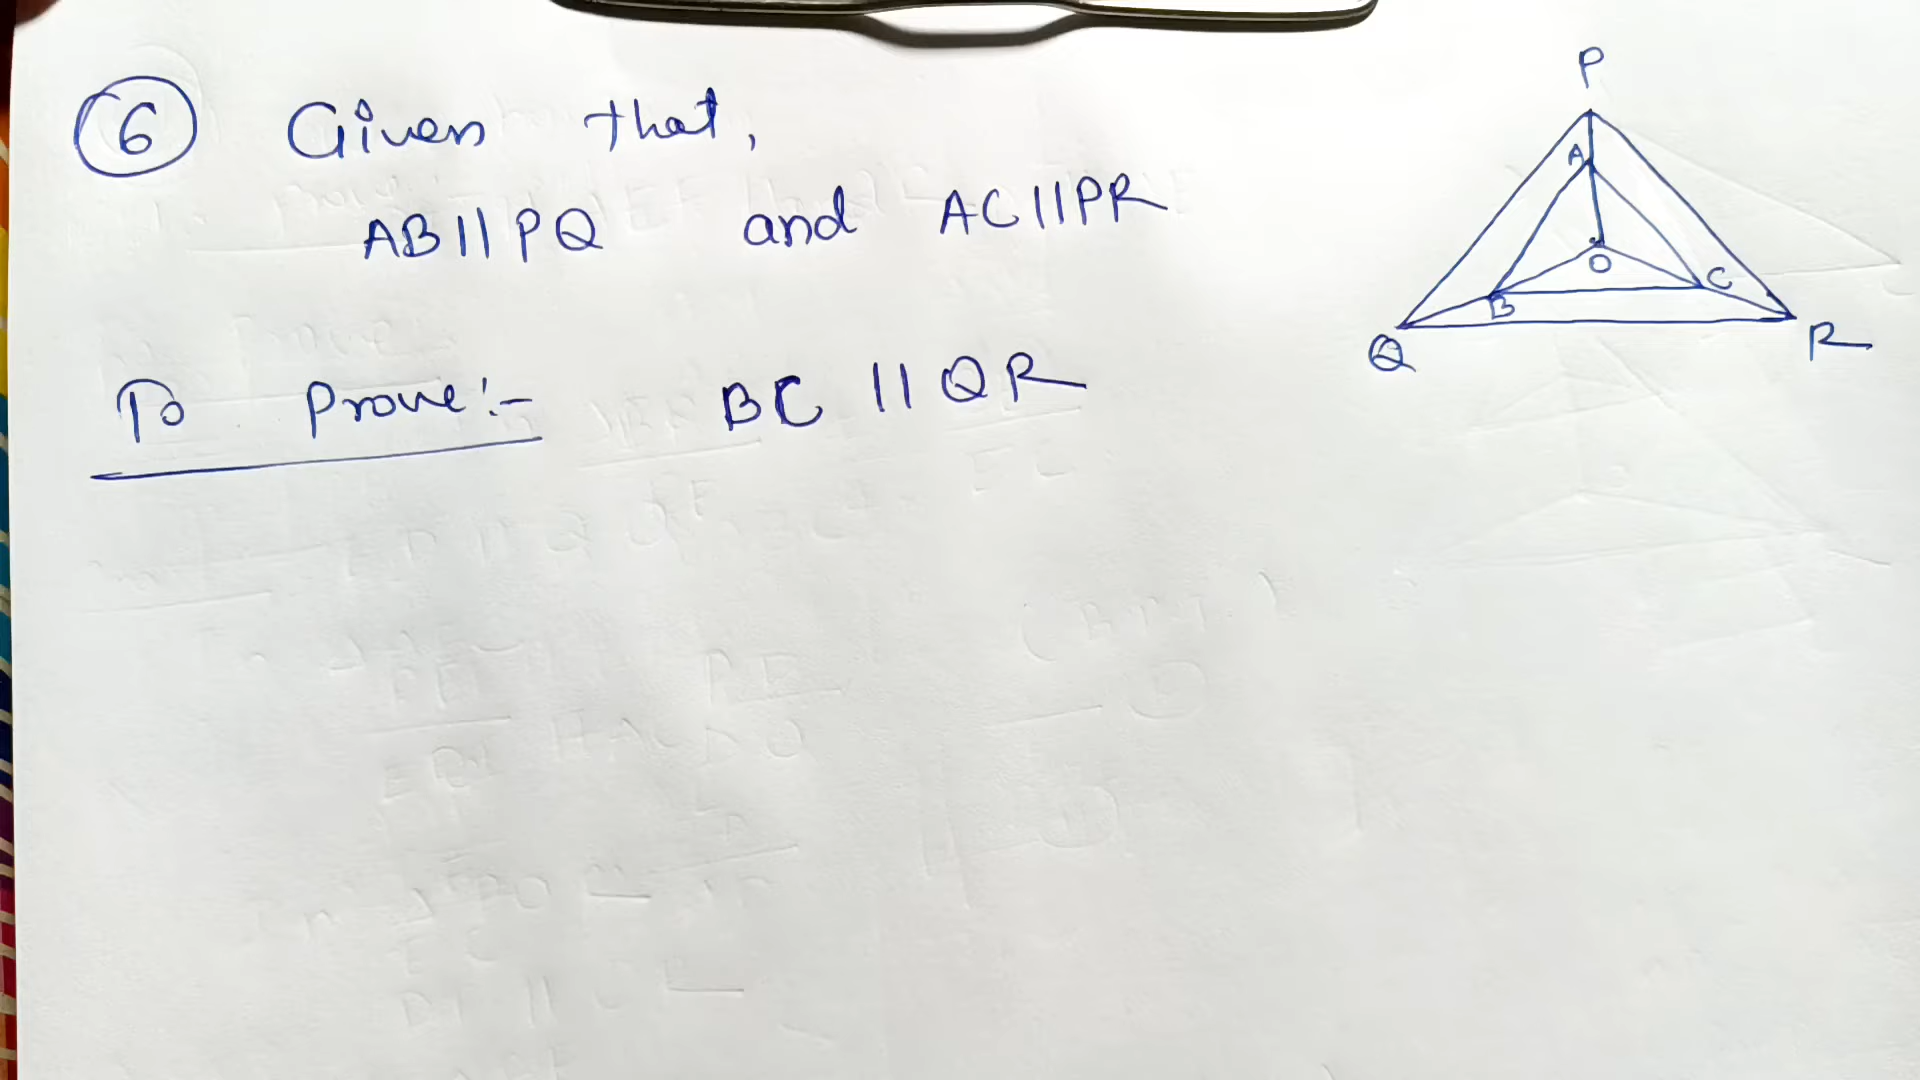 6 Given that,
AB || PQ and AC || PR
To Prove :- BC || QR
P
A
O
B
C
Q
R